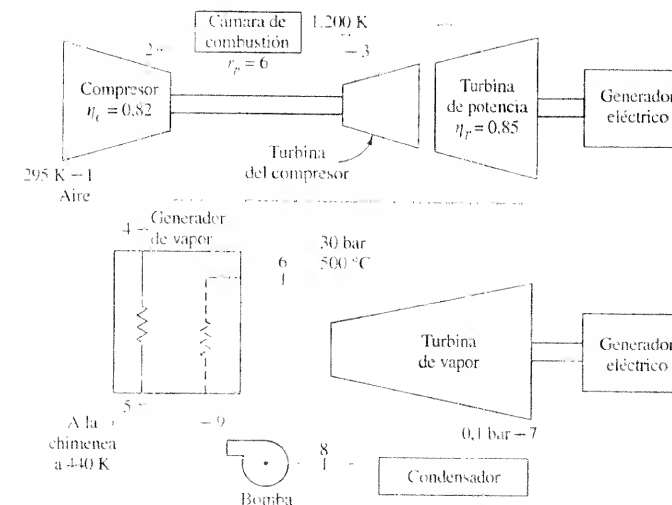 Cámara de
combustión
1.200 K
2
3
r_p = 6
Compresor
η_c = 0,82
Turbina
de potencia
η_T = 0,85
Generador
eléctrico
Turbina
del compresor
295 K – 1
Aire
4
Generador
de vapor
30 bar
6
500 °C
Turbina
de vapor
Generador
eléctrico
5
9
A la
chimenea
a 440 K
0,1 bar – 7
8
Condensador
Bomba